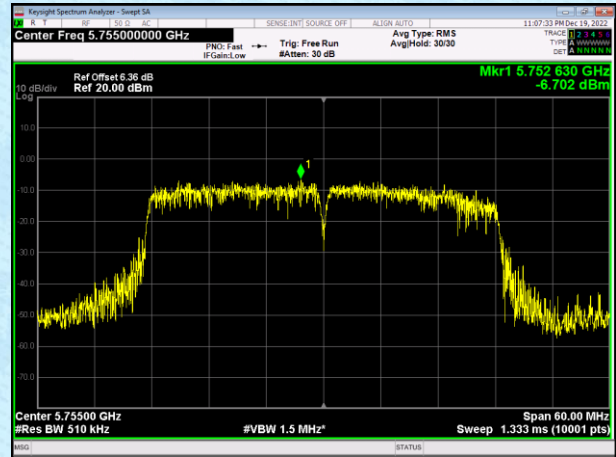 Keysight Spectrum Analyzer - Swept SA
R T RF 50 Ω AC SENSE:INT SOURCE OFF ALIGN AUTO 11:07:33 PM Dec 19, 2022
Center Freq 5.755000000 GHz
PNO: Fast
IFGain:Low
Trig: Free Run
#Atten: 30 dB
Avg Type: RMS
Avg|Hold: 30/30
TRACE 1 2 3 4 5 6
TYPE A W W W W W
DET A N N N N N
Mkr1 5.752 630 GHz
-6.702 dBm
Ref Offset 6.36 dB
10 dB/div Ref 20.00 dBm
Log
10.0
0.00
-10.0
-20.0
-30.0
-40.0
-50.0
-60.0
-70.0
1
Center 5.75500 GHz Span 60.00 MHz
#Res BW 510 kHz #VBW 1.5 MHz* Sweep 1.333 ms (10001 pts)
MSG STATUS